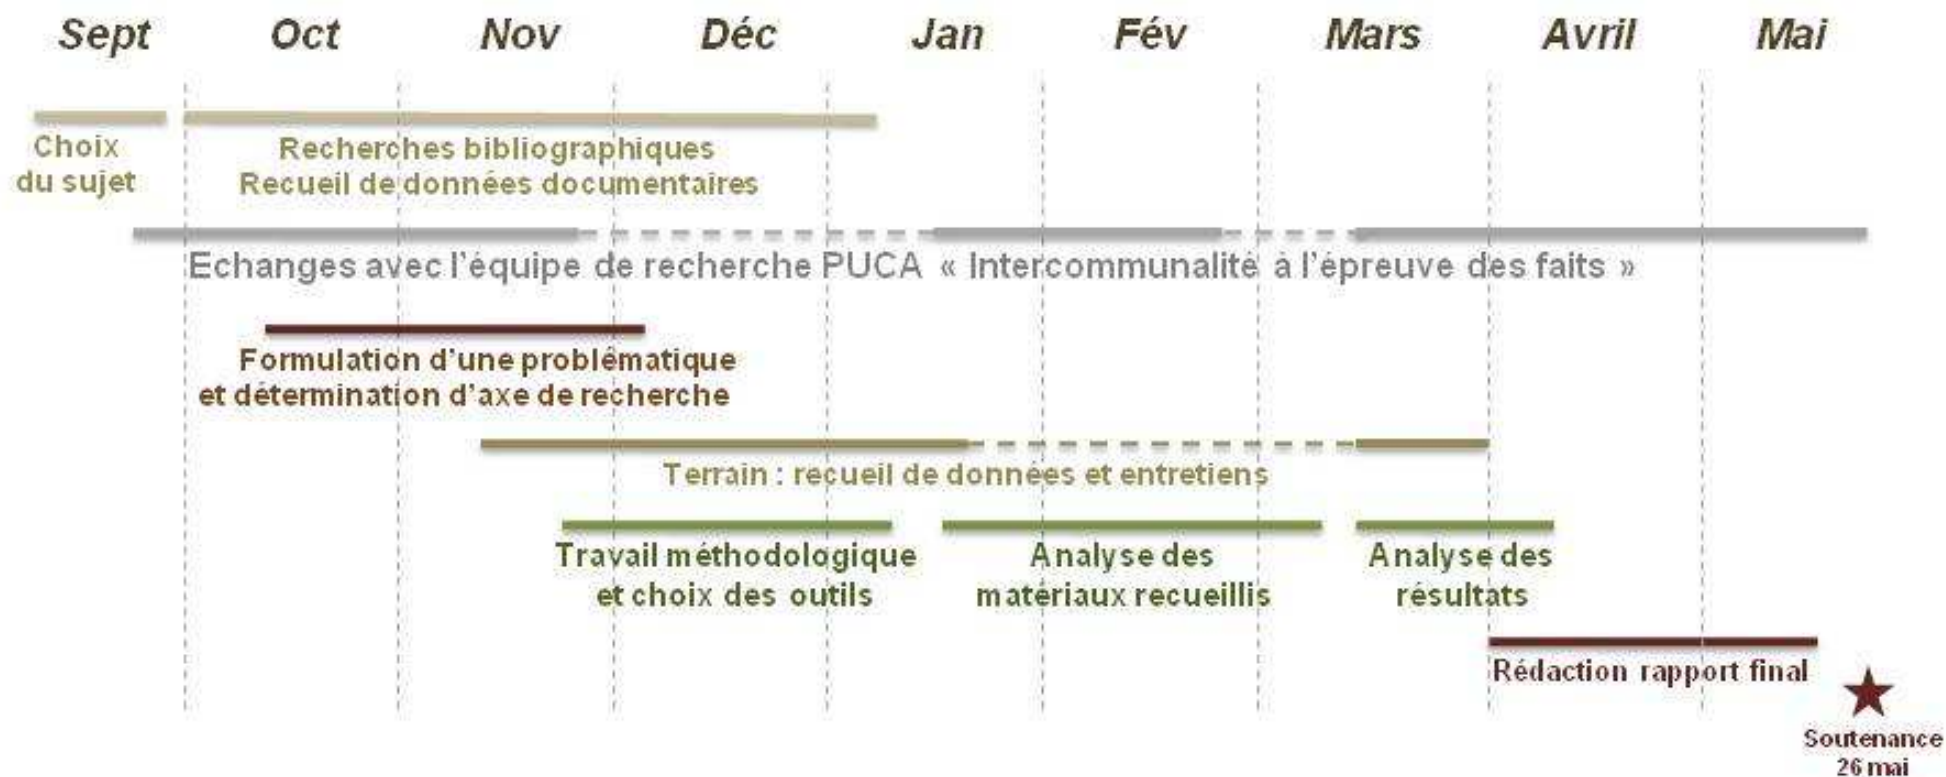 Sept Oct Nov Déc Jan Fév Mars Avril Mai
Choix
du sujet
Recherches bibliographiques
Recueil de données documentaires
Echanges avec l'équipe de recherche PUCA « Intercommunalité à l'épreuve des faits »
Formulation d'une problématique
et détermination d'axe de recherche
Terrain : recueil de données et entretiens
Travail méthodologique
et choix des outils
Analyse des
matériaux recueillis
Analyse des
résultats
Rédaction rapport final
Soutenance
26 mai